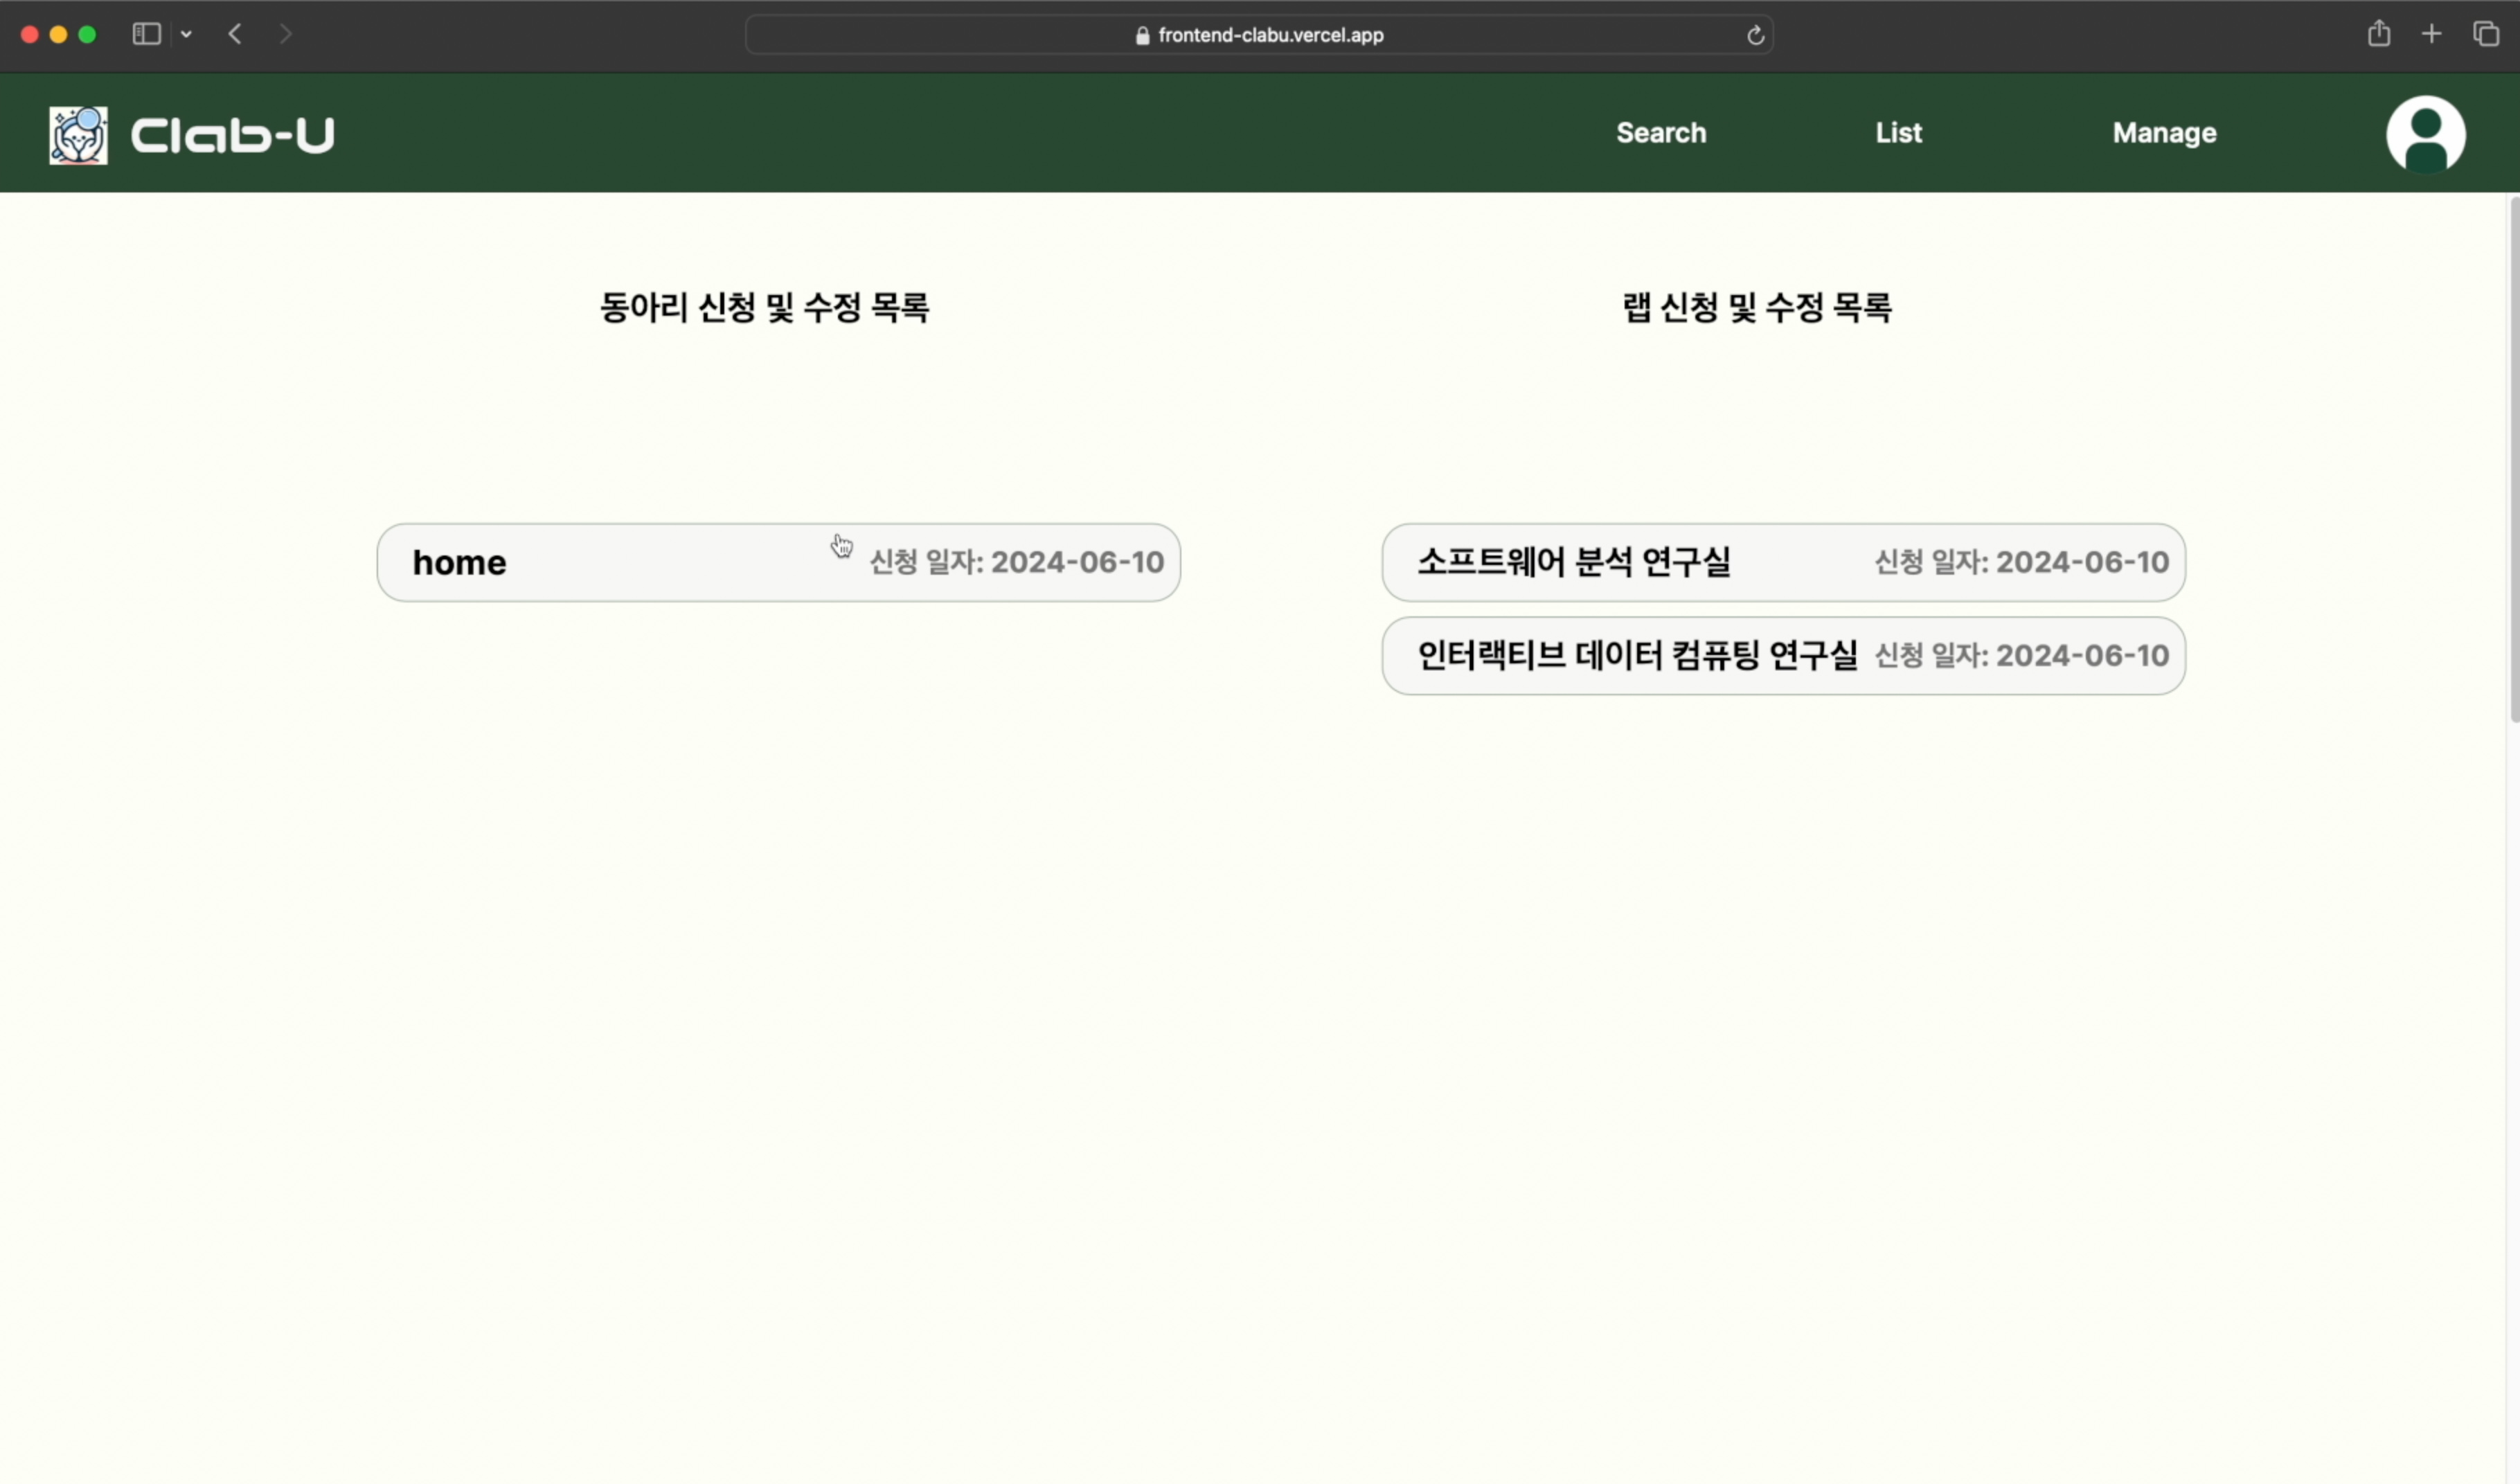 frontend-clabu.vercel.app
Clab-U
Search
List
Manage
동아리 신청 및 수정 목록
랩 신청 및 수정 목록
home 신청 일자: 2024-06-10
소프트웨어 분석 연구실 신청 일자: 2024-06-10
인터랙티브 데이터 컴퓨팅 연구실 신청 일자: 2024-06-10